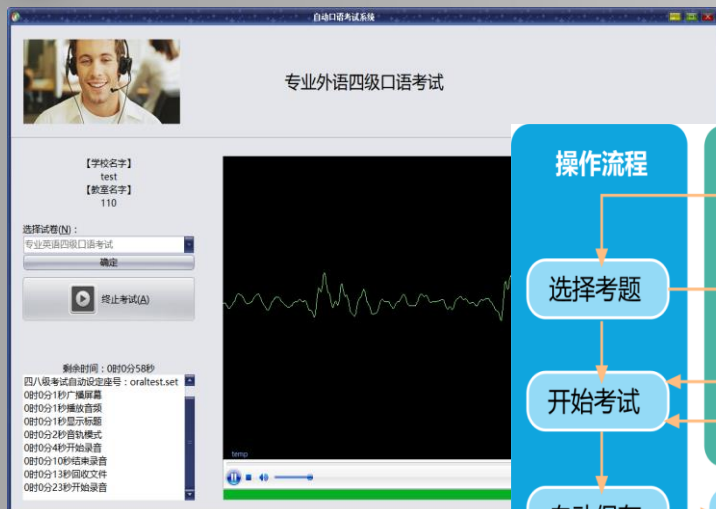 自动口语考试系统
专业外语四级口语考试
【学校名字】
test
【教室名字】
110
选择试卷(N)：
专业英语四级口语考试
确定
终止考试(A)
剩余时间：0时0分58秒
四八级考试自动设定座号：oraltest.set
0时0分1秒广播屏幕
0时0分1秒播放音频
0时0分1秒显示标题
0时0分2秒音轨模式
0时0分4秒开始录音
0时0分10秒结束录音
0时0分13秒回收文件
0时0分23秒开始录音
temp
操作流程
选择考题
开始考试
自动保存